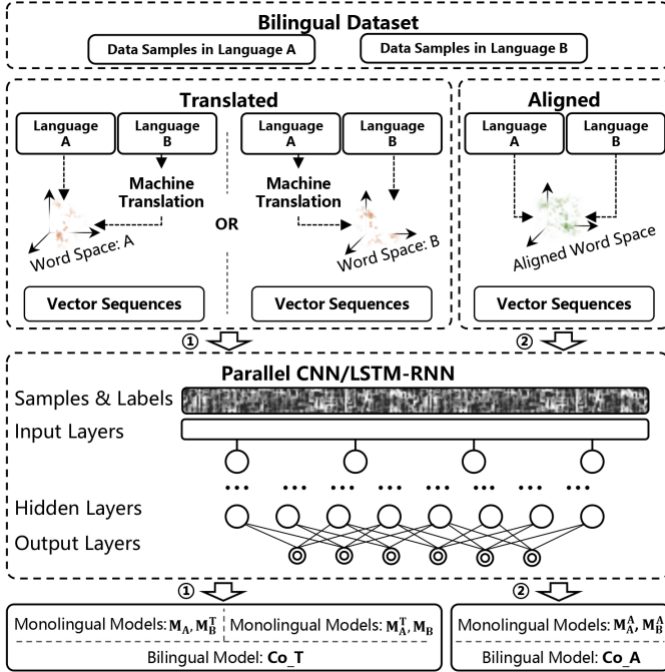 Bilingual Dataset
Data Samples in Language A
Data Samples in Language B
Translated
Language A
Language B
Machine Translation
Word Space: A
Vector Sequences
OR
Language A
Language B
Machine Translation
Word Space: B
Vector Sequences
Aligned
Language A
Language B
Aligned Word Space
Vector Sequences
①
②
Parallel CNN/LSTM-RNN
Samples & Labels
Input Layers
Hidden Layers
Output Layers
①
②
Monolingual Models: M_A, M_B^T
Monolingual Models: M_A^T, M_B
Bilingual Model: Co_T
Monolingual Models: M_A^A, M_B^A
Bilingual Model: Co_A